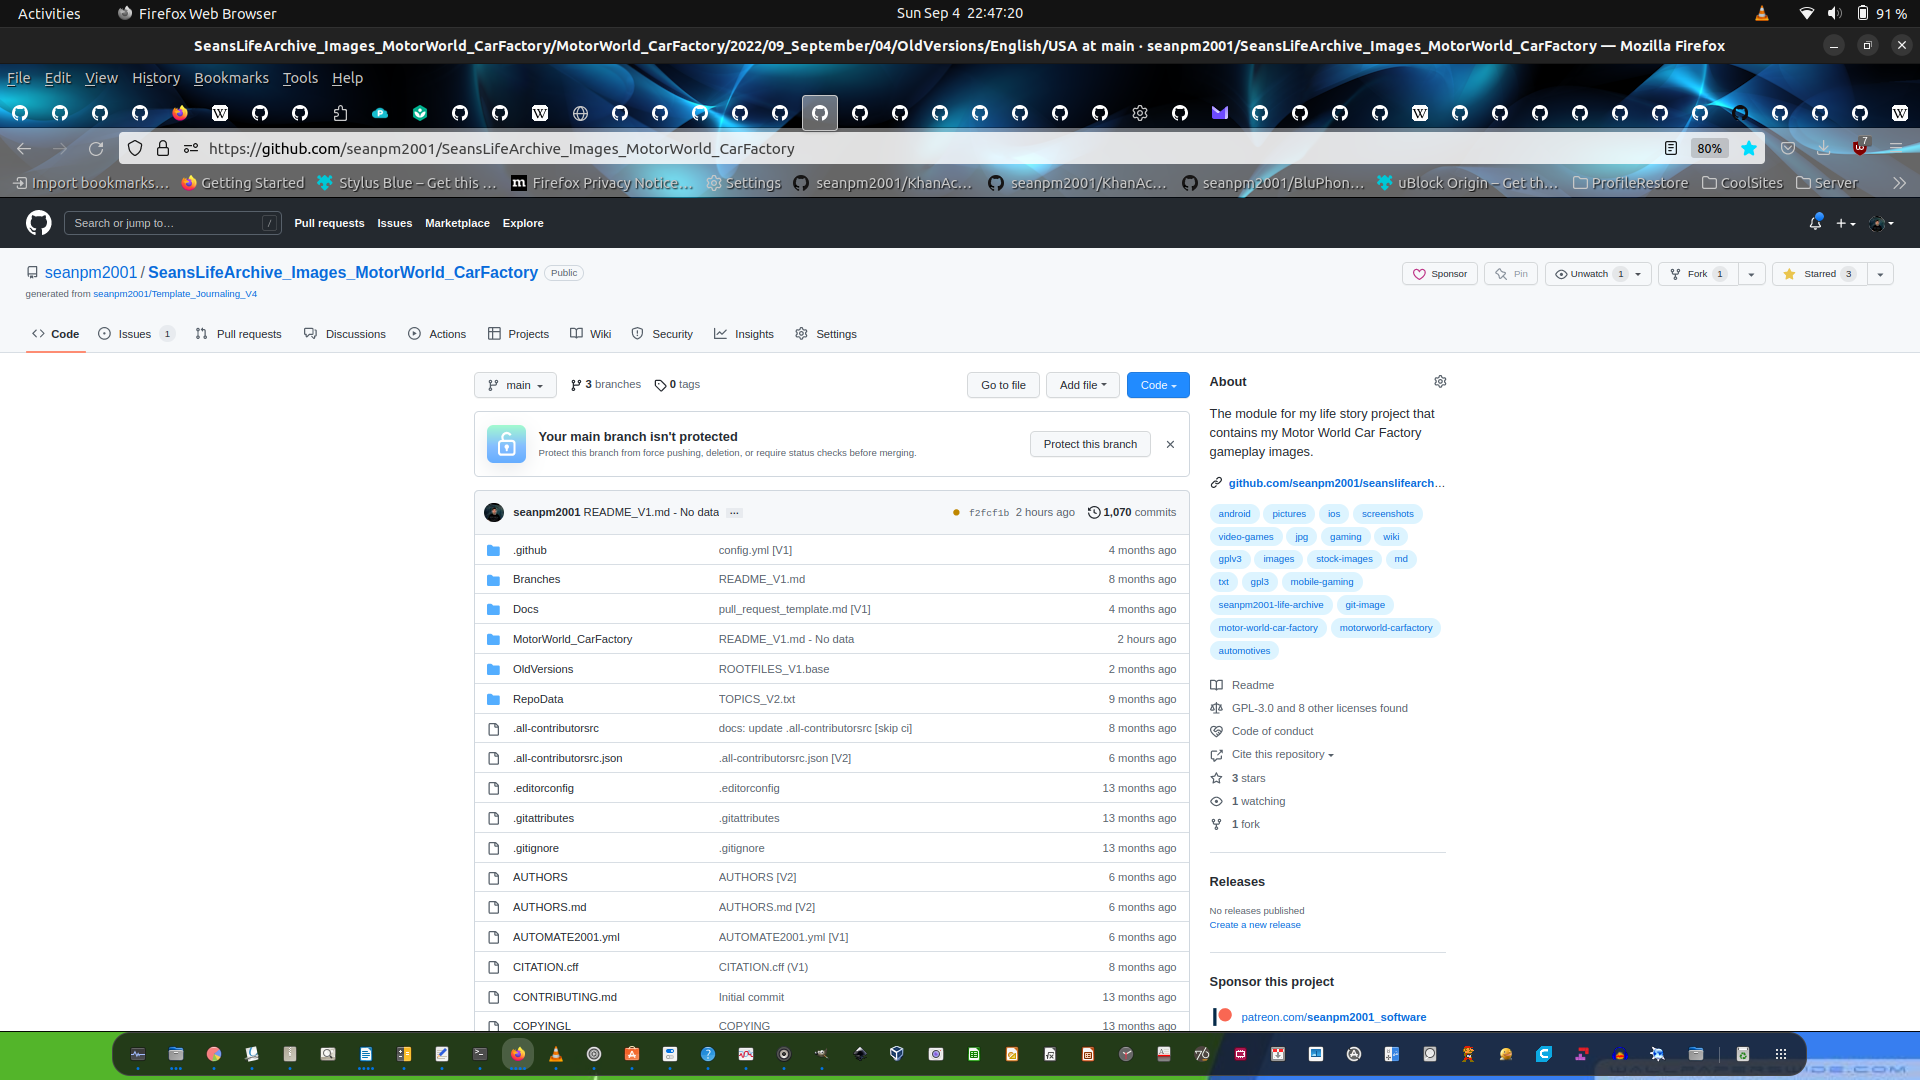 Activities
Firefox Web Browser
Sun Sep 4 22:47:20
91 %
SeansLifeArchive_Images_MotorWorld_CarFactory/MotorWorld_CarFactory/2022/09_September/04/OldVersions/English/USA at main · seanpm2001/SeansLifeArchive_Images_MotorWorld_CarFactory — Mozilla Firefox
File Edit View History Bookmarks Tools Help
https://github.com/seanpm2001/SeansLifeArchive_Images_MotorWorld_CarFactory
80%
7
Import bookmarks… Getting Started Stylus Blue – Get this … Firefox Privacy Notice… Settings seanpm2001/KhanAc… seanpm2001/KhanAc… seanpm2001/BluPhon… uBlock Origin – Get th… ProfileRestore CoolSites Server
Search or jump to… /
Pull requests Issues Marketplace Explore
seanpm2001 / SeansLifeArchive_Images_MotorWorld_CarFactory Public
generated from seanpm2001/Template_Journaling_V4
Sponsor Pin Unwatch 1 Fork 1 Starred 3
Code Issues 1 Pull requests Discussions Actions Projects Wiki Security Insights Settings
main 3 branches 0 tags
Go to file Add file Code
Your main branch isn't protected
Protect this branch from force pushing, deletion, or require status checks before merging.
Protect this branch
seanpm2001 README_V1.md - No data … f2fcf1b 2 hours ago 1,070 commits
.github config.yml [V1] 4 months ago
Branches README_V1.md 8 months ago
Docs pull_request_template.md [V1] 4 months ago
MotorWorld_CarFactory README_V1.md - No data 2 hours ago
OldVersions ROOTFILES_V1.base 2 months ago
RepoData TOPICS_V2.txt 9 months ago
.all-contributorsrc docs: update .all-contributorsrc [skip ci] 8 months ago
.all-contributorsrc.json .all-contributorsrc.json [V2] 6 months ago
.editorconfig .editorconfig 13 months ago
.gitattributes .gitattributes 13 months ago
.gitignore .gitignore 13 months ago
AUTHORS AUTHORS [V2] 6 months ago
AUTHORS.md AUTHORS.md [V2] 6 months ago
AUTOMATE2001.yml AUTOMATE2001.yml [V1] 6 months ago
CITATION.cff CITATION.cff (V1) 8 months ago
CONTRIBUTING.md Initial commit 13 months ago
COPYINGL COPYING 13 months ago
About
The module for my life story project that
contains my Motor World Car Factory
gameplay images.
github.com/seanpm2001/seanslifearch…
android pictures ios screenshots
video-games jpg gaming wiki
gplv3 images stock-images md
txt gpl3 mobile-gaming
seanpm2001-life-archive git-image
motor-world-car-factory motorworld-carfactory
automotives
Readme
GPL-3.0 and 8 other licenses found
Code of conduct
Cite this repository
3 stars
1 watching
1 fork
Releases
No releases published
Create a new release
Sponsor this project
patreon.com/seanpm2001_software